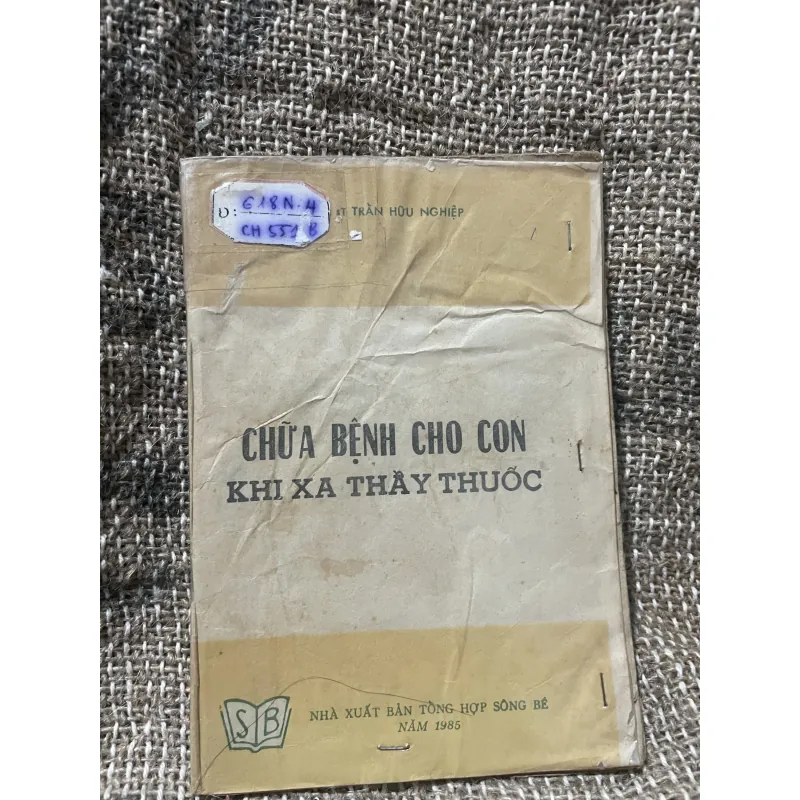 Đ: E18N.4
CH 551 B
TRẦN HỮU NGHIỆP
CHỮA BỆNH CHO CON
KHI XA THẦY THUỐC
SB
NHÀ XUẤT BẢN TỔNG HỢP SÔNG BÉ
NĂM 1985